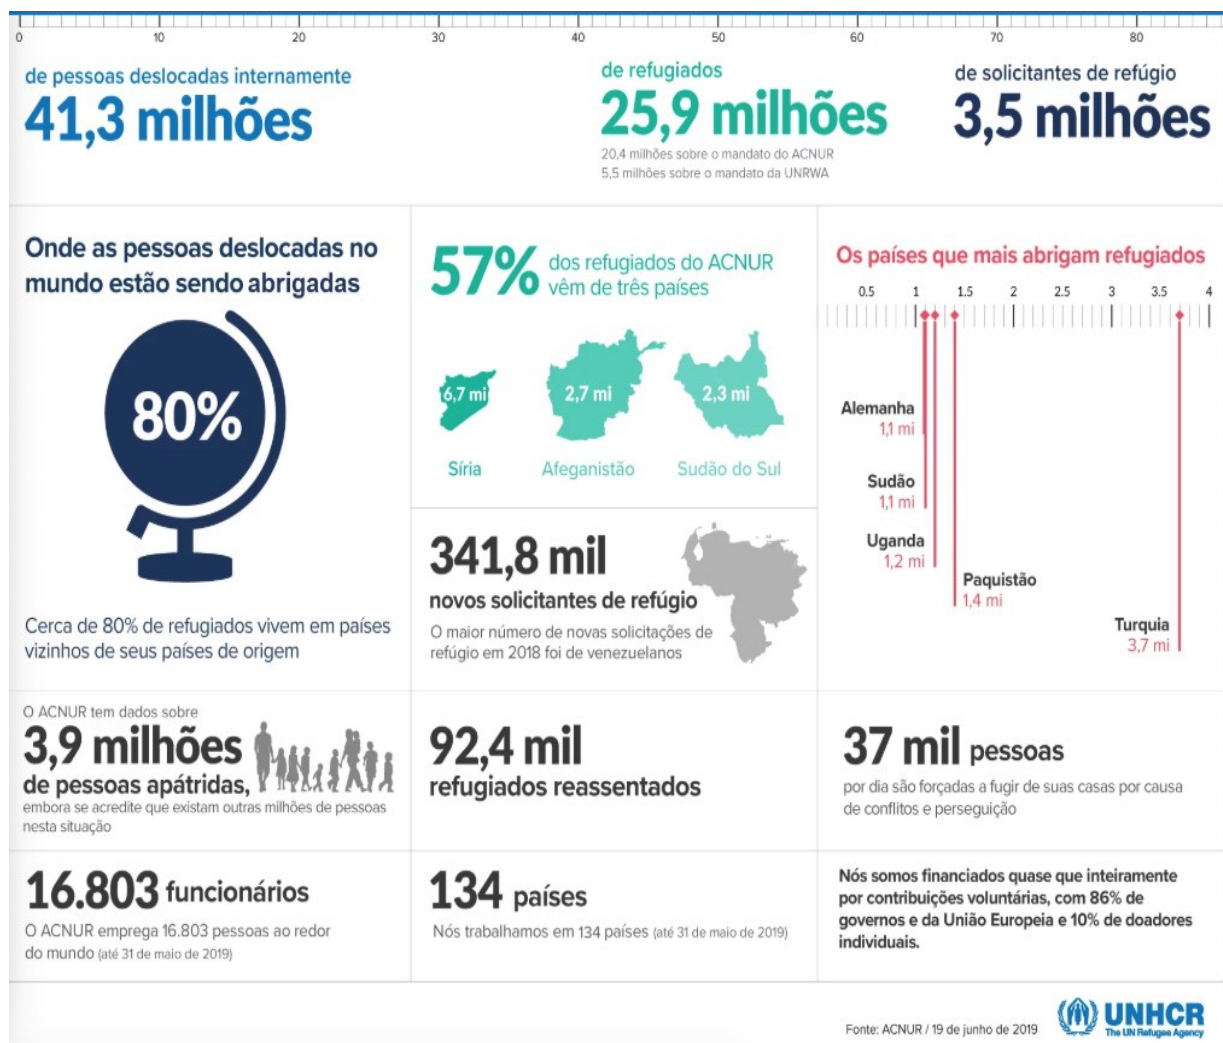 0 10 20 30 40 50 60 70 80
de pessoas deslocadas internamente
41,3 milhões
de refugiados
25,9 milhões
20,4 milhões sobre o mandato do ACNUR
5,5 milhões sobre o mandato da UNRWA
de solicitantes de refúgio
3,5 milhões
Onde as pessoas deslocadas no
mundo estão sendo abrigadas
80%
Cerca de 80% de refugiados vivem em países
vizinhos de seus países de origem
57% dos refugiados do ACNUR
vêm de três países
6,7 mi
2,7 mi
2,3 mi
Síria
Afeganistão
Sudão do Sul
341,8 mil
novos solicitantes de refúgio
O maior número de novas solicitações de
refúgio em 2018 foi de venezuelanos
Os países que mais abrigam refugiados
0.5 1 1.5 2 2.5 3 3.5 4
Alemanha
1,1 mi
Sudão
1,1 mi
Uganda
1,2 mi
Paquistão
1,4 mi
Turquia
3,7 mi
O ACNUR tem dados sobre
3,9 milhões
de pessoas apátridas,
embora se acredite que existam outras milhões de pessoas
nesta situação
92,4 mil
refugiados reassentados
37 mil pessoas
por dia são forçadas a fugir de suas casas por causa
de conflitos e perseguição
16.803 funcionários
O ACNUR emprega 16.803 pessoas ao redor
do mundo (até 31 de maio de 2019)
134 países
Nós trabalhamos em 134 países (até 31 de maio de 2019)
Nós somos financiados quase que inteiramente
por contribuições voluntárias, com 86% de
governos e da União Europeia e 10% de doadores
individuais.
Fonte: ACNUR / 19 de junho de 2019
UNHCR
The UN Refugee Agency